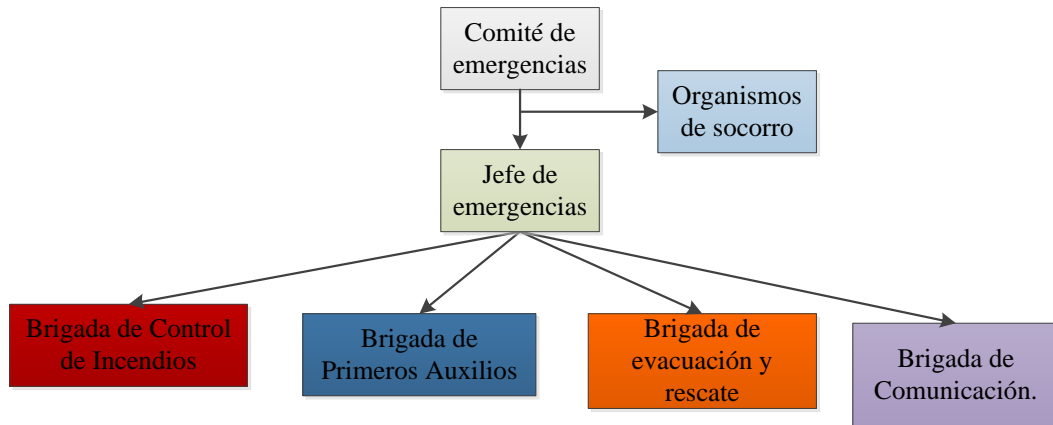 Comité de
emergencias
Organismos
de socorro
Jefe de
emergencias
Brigada de Control
de Incendios
Brigada de
Primeros Auxilios
Brigada de
evacuación y
rescate
Brigada de
Comunicación.